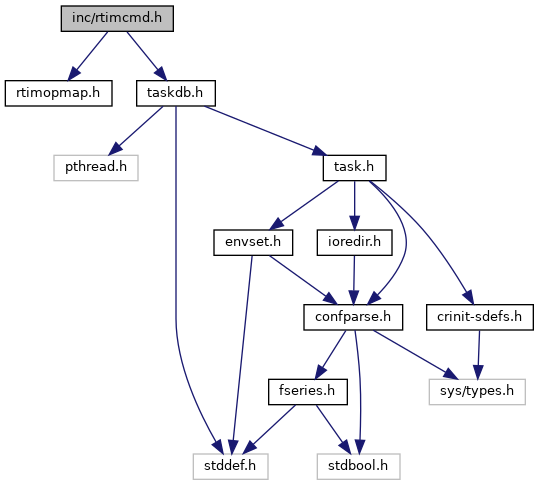 inc/rtimcmd.h
rtimopmap.h
taskdb.h
pthread.h
task.h
envset.h
ioredir.h
confparse.h
crinit-sdefs.h
fseries.h
sys/types.h
stddef.h
stdbool.h